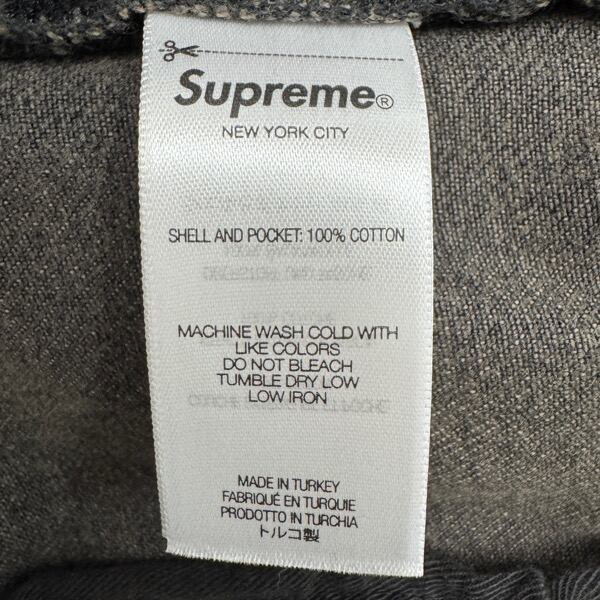 Supreme®
NEW YORK CITY
SHELL AND POCKET: 100% COTTON
MACHINE WASH COLD WITH
LIKE COLORS
DO NOT BLEACH
TUMBLE DRY LOW
LOW IRON
MADE IN TURKEY
FABRIQUÉ EN TURQUIE
PRODOTTO IN TURCHIA
トルコ製